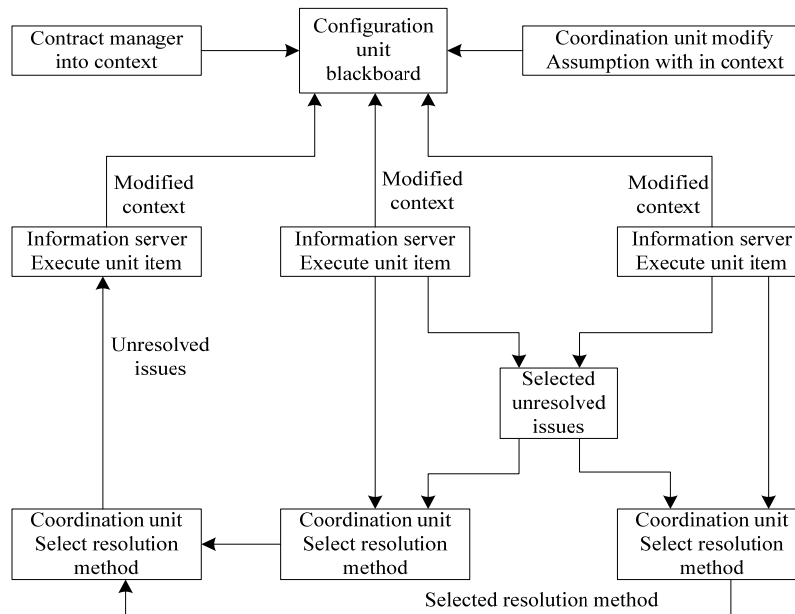 Contract manager
into context
Configuration
unit
blackboard
Coordination unit modify
Assumption with in context
Modified
context
Modified
context
Modified
context
Information server
Execute unit item
Information server
Execute unit item
Information server
Execute unit item
Unresolved
issues
Selected
unresolved
issues
Coordination unit
Select resolution
method
Coordination unit
Select resolution
method
Coordination unit
Select resolution
method
Selected resolution method